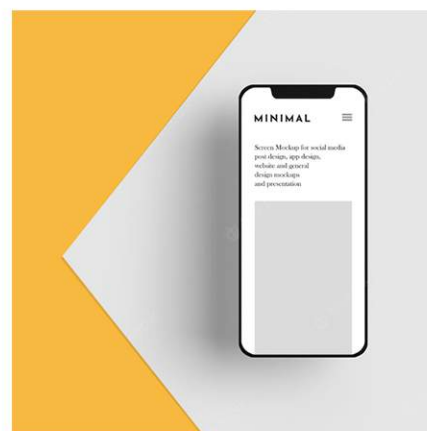 MINIMAL
Screen Mockup for social media
post design, app design,
website and general
design mockups
and presentation